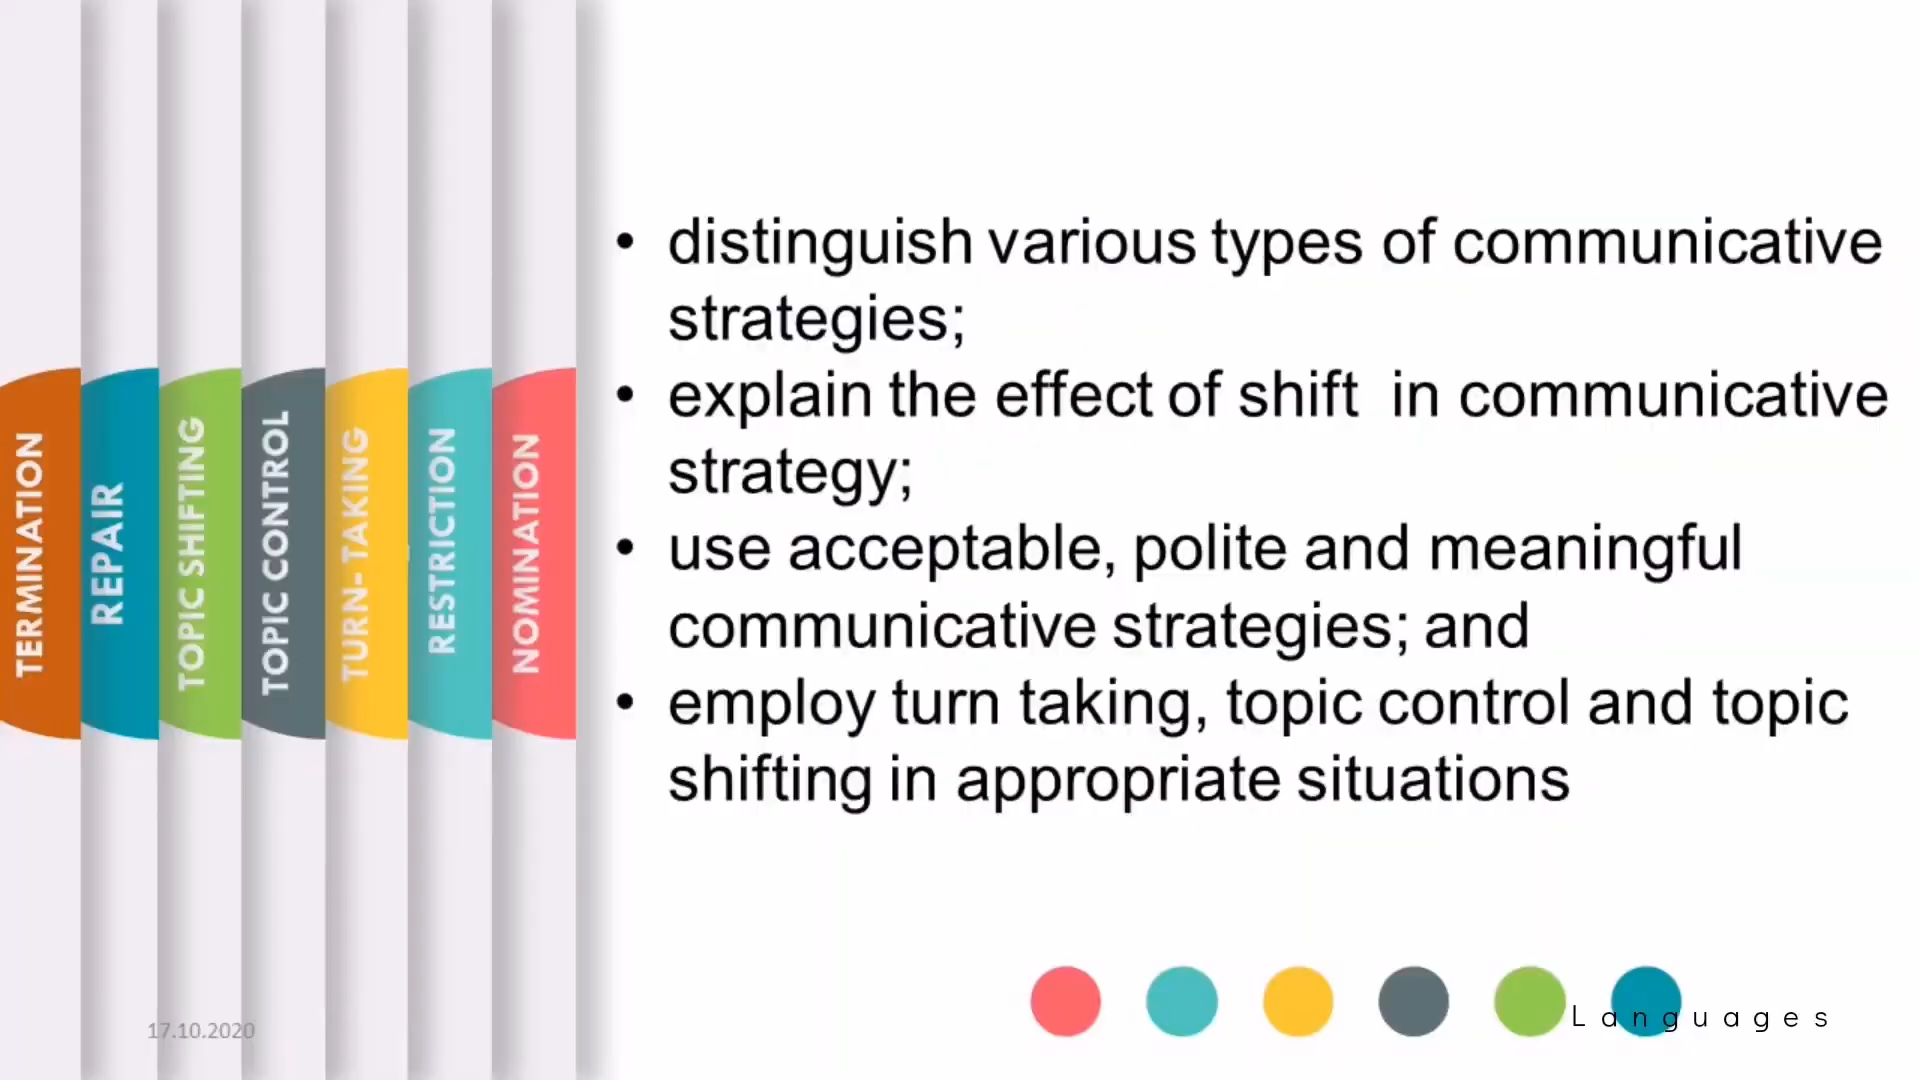 TERMINATION
REPAIR
TOPIC SHIFTING
TOPIC CONTROL
TURN- TAKING
RESTRICTION
NOMINATION
• distinguish various types of communicative
strategies;
• explain the effect of shift in communicative
strategy;
• use acceptable, polite and meaningful
communicative strategies; and
• employ turn taking, topic control and topic
shifting in appropriate situations
17.10.2020
Languages